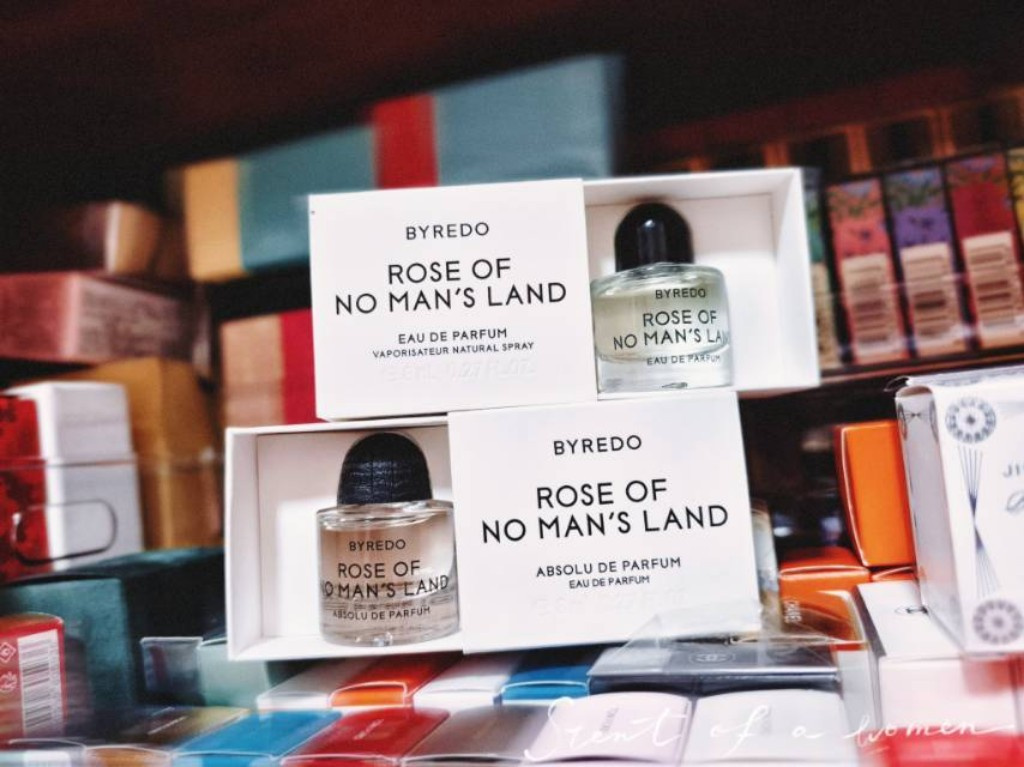 BYREDO
ROSE OF
NO MAN'S LAND
EAU DE PARFUM
VAPORISATEUR NATURAL SPRAY
BYREDO
ROSE OF
NO MAN'S LAN
EAU DE PARFUM
BYREDO
ROSE OF
NO MAN'S LAND
ABSOLU DE PARFUM
BYREDO
ROSE OF
NO MAN'S LAND
ABSOLU DE PARFUM
EAU DE PARFUM
Scent of a women